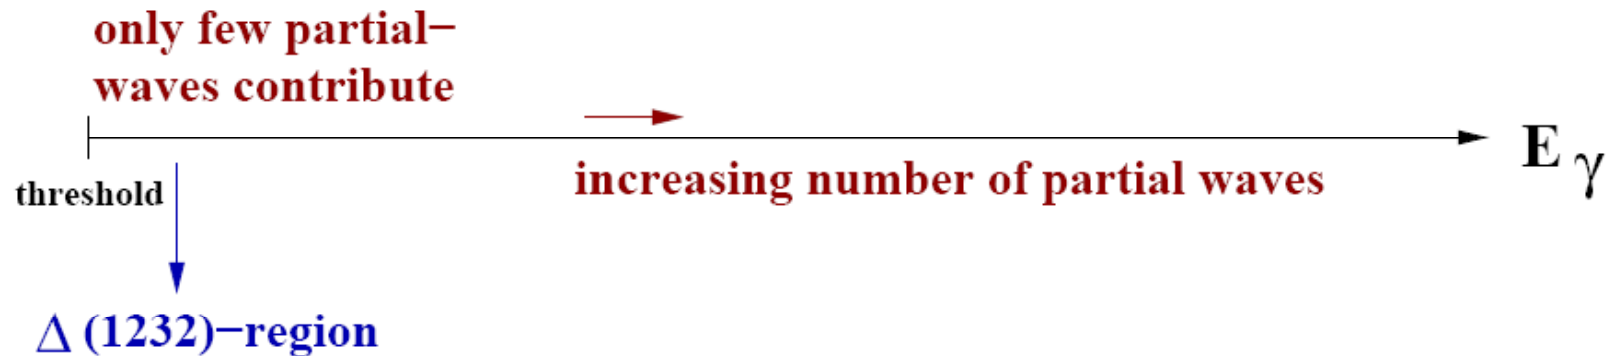 only few partial−
waves contribute
E γ
threshold
increasing number of partial waves
Δ (1232)−region